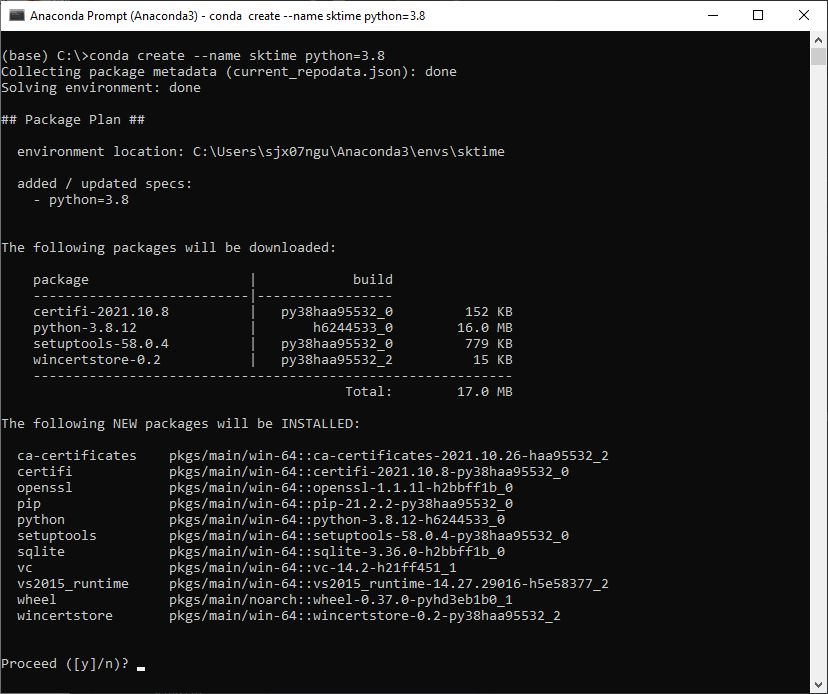 Anaconda Prompt (Anaconda3) - conda  create --name sktime python=3.8
(base) C:\>conda create --name sktime python=3.8
Collecting package metadata (current_repodata.json): done
Solving environment: done
## Package Plan ##
  environment location: C:\Users\sjx07ngu\Anaconda3\envs\sktime
  added / updated specs:
    - python=3.8
The following packages will be downloaded:
    package                    |            build
    ---------------------------|-----------------
    certifi-2021.10.8          |   py38haa95532_0         152 KB
    python-3.8.12              |       h6244533_0        16.0 MB
    setuptools-58.0.4          |   py38haa95532_0         779 KB
    wincertstore-0.2           |   py38haa95532_2          15 KB
    ------------------------------------------------------------
                                           Total:        17.0 MB
The following NEW packages will be INSTALLED:
  ca-certificates    pkgs/main/win-64::ca-certificates-2021.10.26-haa95532_2
  certifi            pkgs/main/win-64::certifi-2021.10.8-py38haa95532_0
  openssl            pkgs/main/win-64::openssl-1.1.1l-h2bbff1b_0
  pip                pkgs/main/win-64::pip-21.2.2-py38haa95532_0
  python             pkgs/main/win-64::python-3.8.12-h6244533_0
  setuptools         pkgs/main/win-64::setuptools-58.0.4-py38haa95532_0
  sqlite             pkgs/main/win-64::sqlite-3.36.0-h2bbff1b_0
  vc                 pkgs/main/win-64::vc-14.2-h21ff451_1
  vs2015_runtime     pkgs/main/win-64::vs2015_runtime-14.27.29016-h5e58377_2
  wheel              pkgs/main/noarch::wheel-0.37.0-pyhd3eb1b0_1
  wincertstore       pkgs/main/win-64::wincertstore-0.2-py38haa95532_2
Proceed ([y]/n)? _